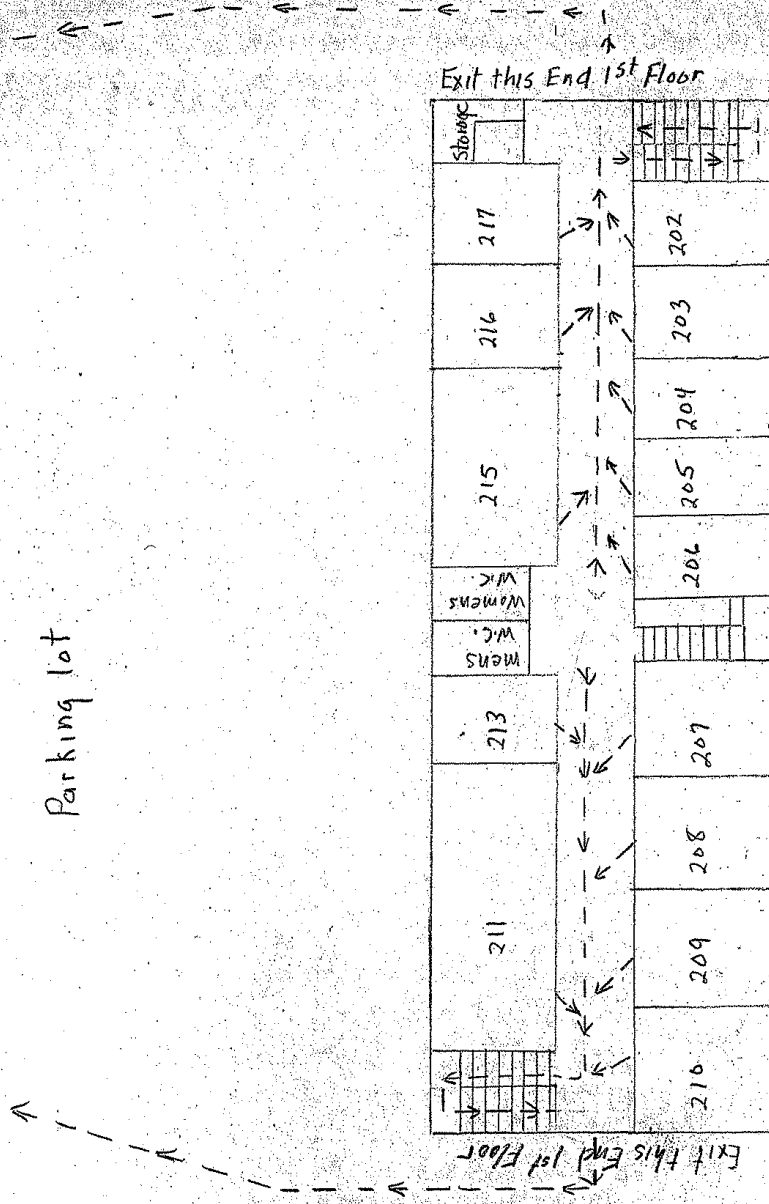 Exit this End 1st Floor
Storage
217
202
216
203
204
215
205
206
Womens
W.C.
mens
W.C.
213
207
Parking lot
208
211
209
210
Exit this End 1st Floor